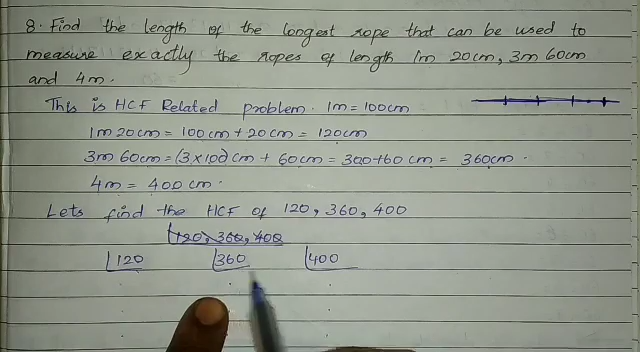 8. Find the length of the longest rope that can be used to
measure exactly the ropes of length 1m 20cm, 3m 60cm
and 4m.
This is HCF Related problem. 1m = 100cm
1m 20cm = 100cm + 20cm = 120cm
3m 60cm = (3×100)cm + 60cm = 300+60 cm = 360cm.
4m = 400 cm.
Lets find the HCF of 120, 360, 400
120, 360, 400
120 360 400